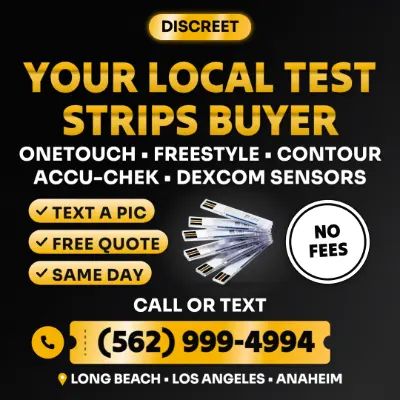 DISCREET
YOUR LOCAL TEST
STRIPS BUYER
ONETOUCH • FREESTYLE • CONTOUR
ACCU-CHEK • DEXCOM SENSORS
TEXT A PIC
FREE QUOTE
SAME DAY
NO
FEES
CALL OR TEXT
(562) 999-4994
LONG BEACH • LOS ANGELES • ANAHEIM